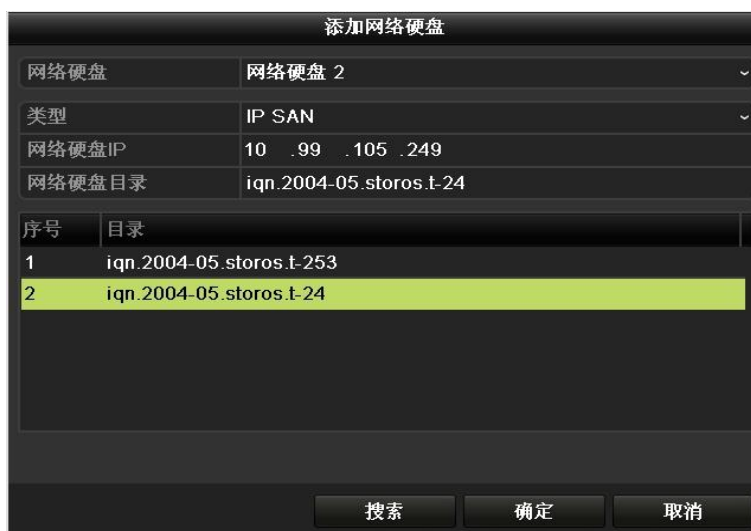 添加网络硬盘
网络硬盘 网络硬盘 2
类型 IP SAN
网络硬盘IP 10 .99 .105 .249
网络硬盘目录 iqn.2004-05.storos.t-24
序号 目录
1 iqn.2004-05.storos.t-253
2 iqn.2004-05.storos.t-24
搜索 确定 取消